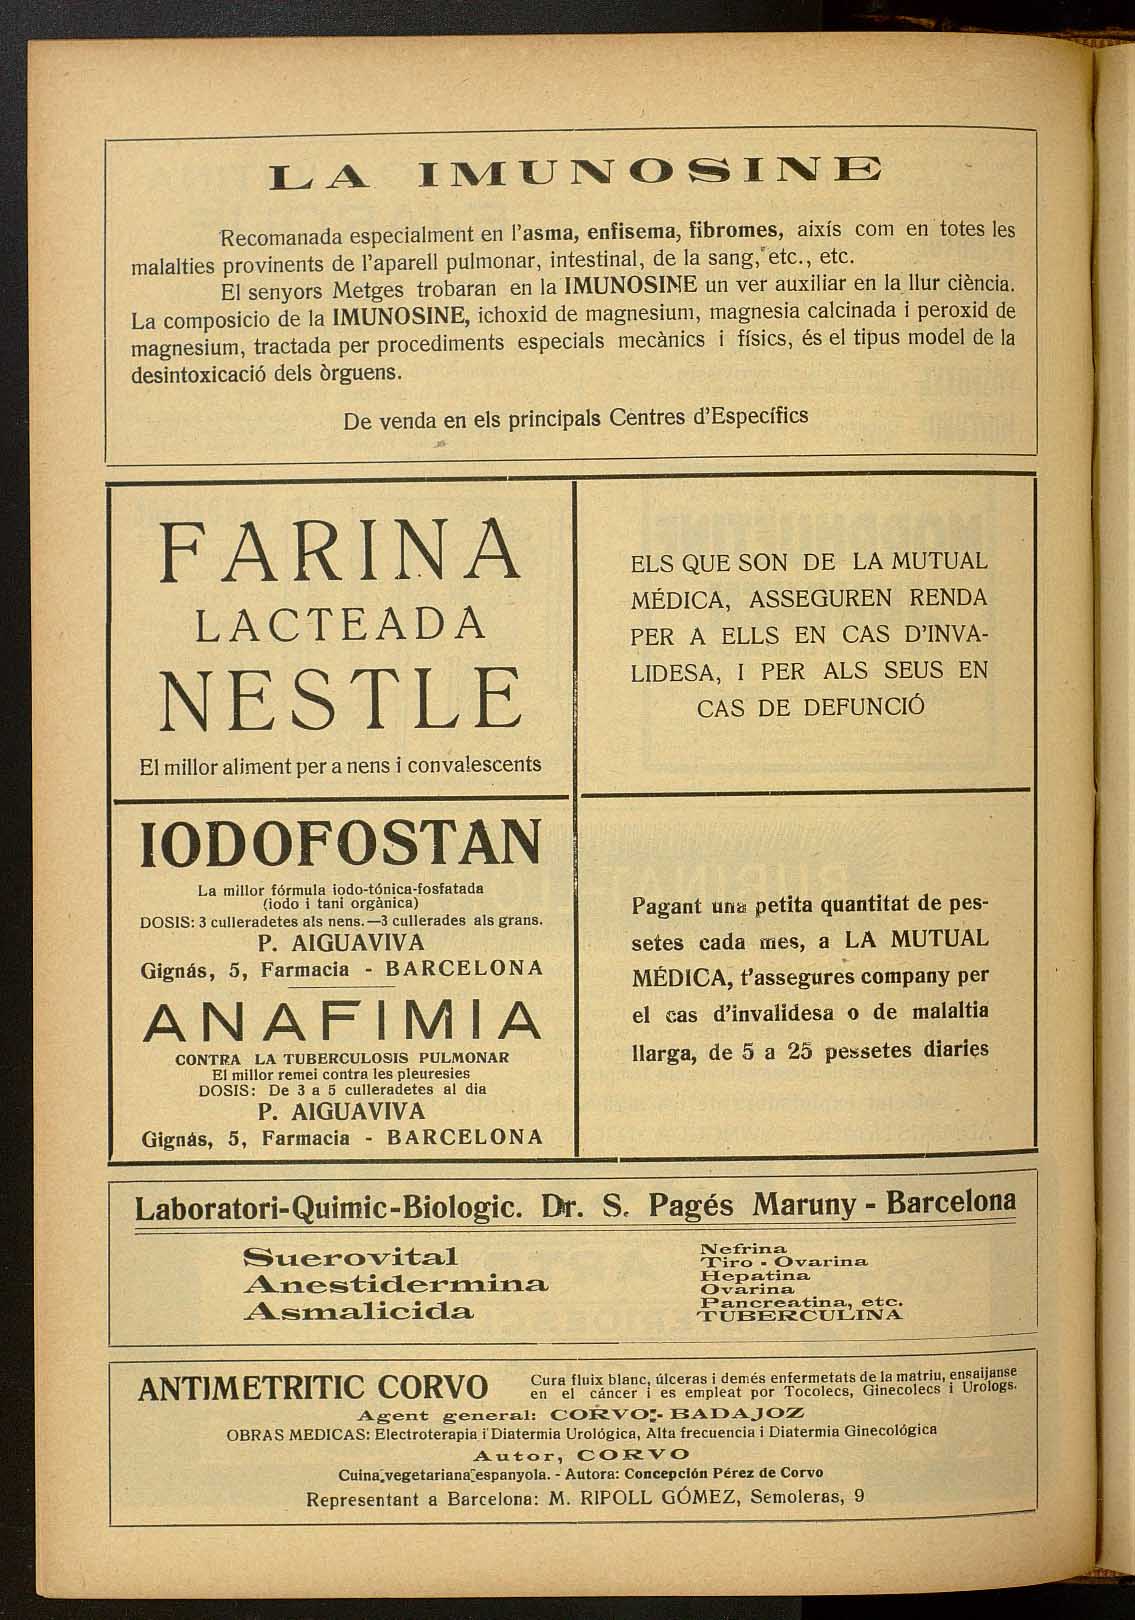 LA IMUNOSINE
Recomanada especialment en l'asma, enfisema, fibromes, aixís com en totes les
malalties provinents de l'aparell pulmonar, intestinal, de la sang, etc., etc.
El senyors Metges trobaran en la IMUNOSINE un ver auxiliar en la llur ciència.
La composicio de la IMUNOSINE, ichoxid de magnesium, magnesia calcinada i peroxid de
magnesium, tractada per procediments especials mecànics i físics, és el tipus model de la
desintoxicació dels òrguens.
De venda en els principals Centres d'Específics
FARINA
LACTEADA
NESTLE
El millor aliment per a nens i convalescents
ELS QUE SON DE LA MUTUAL
MÉDICA, ASSEGUREN RENDA
PER A ELLS EN CAS D'INVA-
LIDESA, I PER ALS SEUS EN
CAS DE DEFUNCIÓ
IODOFOSTAN
La millor fórmula iodo-tónica-fosfatada
(iodo i tani orgànica)
DOSIS: 3 culleradetes als nens.—3 cullerades als grans.
P. AIGUAVIVA
Gignás, 5, Farmacia - BARCELONA
ANAFIMIA
CONTRA LA TUBERCULOSIS PULMONAR
El millor remei contra les pleuresies
DOSIS: De 3 a 5 culleradetes al dia
P. AIGUAVIVA
Gignás, 5, Farmacia - BARCELONA
Pagant una petita quantitat de pes-
setes cada mes, a LA MUTUAL
MÉDICA, t'assegures company per
el cas d'invalidesa o de malaltia
llarga, de 5 a 25 pessetes diaries
Laboratori-Quimic-Biologic. Dr. S. Pagés Maruny - Barcelona
Suerovital
Anestidermina
Asmalicida
Nefrina
Tiro - Ovarina
Hepatina
Ovarina
Pancreatina, etc.
TUBERCULINA
ANTIMETRITIC CORVO
Cura fluix blanc, úlceras i demés enfermetats de la matriu, ensaijanse
en el cáncer i es empleat por Tocolecs, Ginecolecs i Urologs.
Agent general: CORVO:- BADAJOZ
OBRAS MEDICAS: Electroterapia i Diatermia Urológica, Alta frecuencia i Diatermia Ginecológica
Autor, CORVO
Cuina vegetariana espanyola. - Autora: Concepción Pérez de Corvo
Representant a Barcelona: M. RIPOLL GÓMEZ, Semoleras, 9